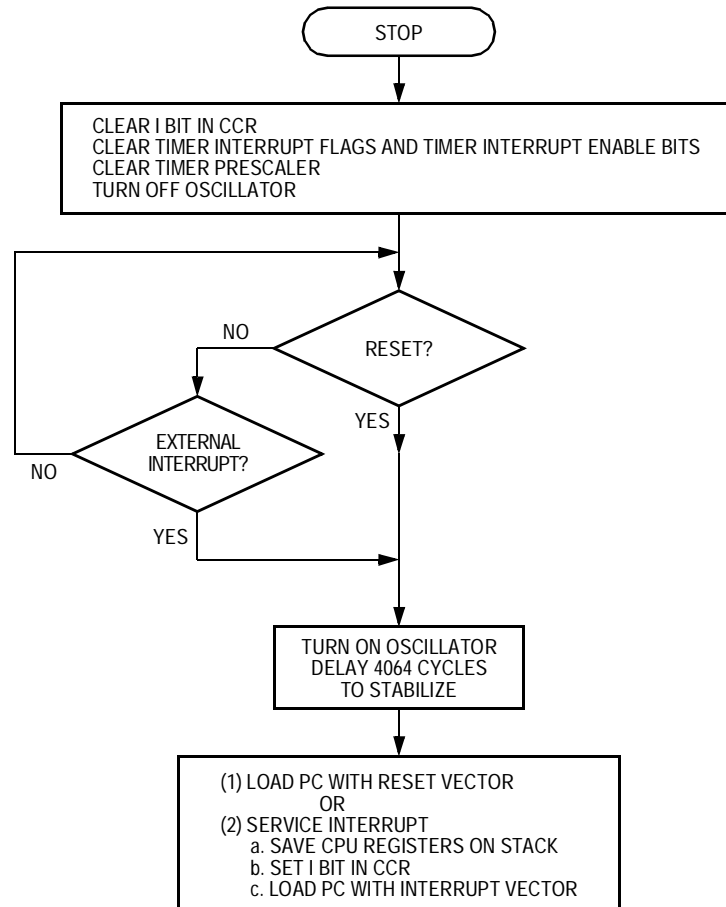 STOP
CLEAR I BIT IN CCR
CLEAR TIMER INTERRUPT FLAGS AND TIMER INTERRUPT ENABLE BITS
CLEAR TIMER PRESCALER
TURN OFF OSCILLATOR
RESET?
NO
YES
EXTERNAL
INTERRUPT?
NO
YES
TURN ON OSCILLATOR
DELAY 4064 CYCLES
TO STABILIZE
(1) LOAD PC WITH RESET VECTOR
OR
(2) SERVICE INTERRUPT
a. SAVE CPU REGISTERS ON STACK
b. SET I BIT IN CCR
c. LOAD PC WITH INTERRUPT VECTOR